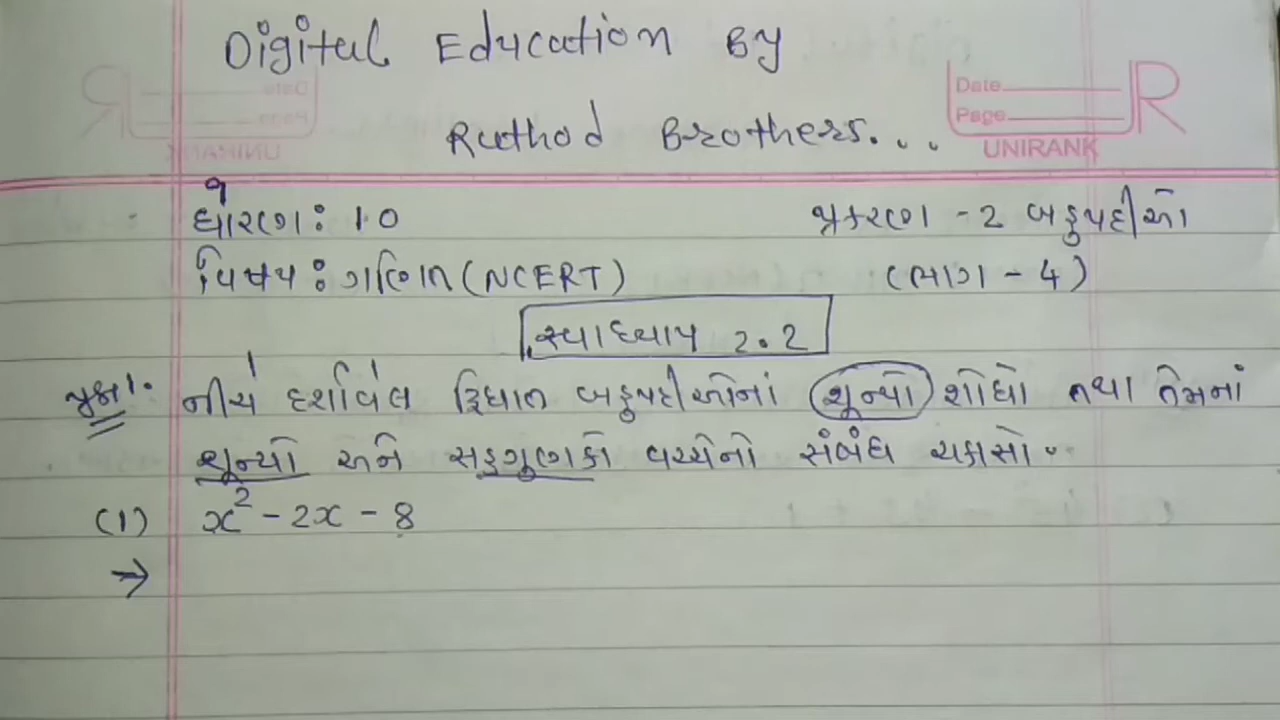 Digital Education By
Rathod Brothers...
Date
Page
UNIRANK
ધોરણ : 10
પ્રકરણ - 2 બહુપદીઓ
વિષય : ગણિત (NCERT)
(ભાગ - 4)
સ્વાધ્યાય 2.2
પ્રશ્ન 1. નીચે દર્શાવેલ દ્વિઘાત બહુપદીઓનાં શૂન્યો શોધો તથા તેમનાં
શૂન્યો અને સહગુણકો વચ્ચેનો સંબંધ ચકાસો.
(1) x² - 2x - 8
→